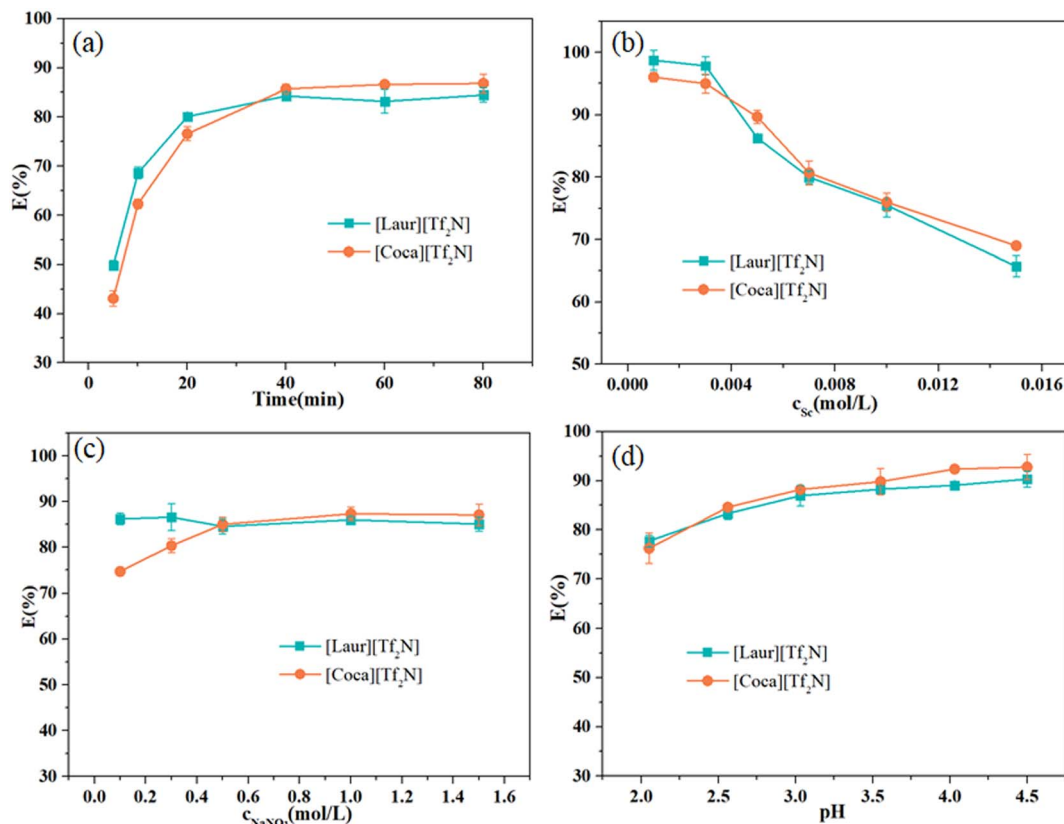 (a)
100
90
80
70
60
50
40
30
E(%)
[Laur][Tf₂N]
[Coca][Tf₂N]
0 20 40 60 80
Time(min)
(b)
100
90
80
70
60
50
E(%)
[Laur][Tf₂N]
[Coca][Tf₂N]
0.000 0.004 0.008 0.012 0.016
c_Sc(mol/L)
(c)
100
90
80
70
60
50
40
30
E(%)
[Laur][Tf₂N]
[Coca][Tf₂N]
0.0 0.2 0.4 0.6 0.8 1.0 1.2 1.4 1.6
c_NaNO₃(mol/L)
(d)
100
90
80
70
60
50
40
30
E(%)
[Laur][Tf₂N]
[Coca][Tf₂N]
2.0 2.5 3.0 3.5 4.0 4.5
pH